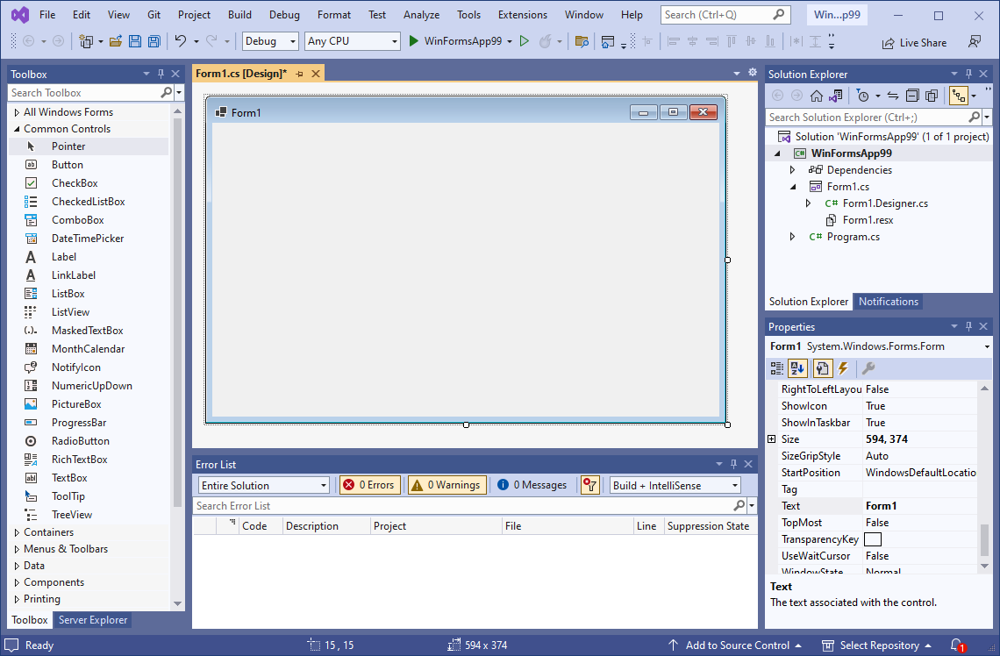 File Edit View Git Project Build Debug Format Test Analyze Tools Extensions Window Help Search (Ctrl+Q) Win...p99
Debug Any CPU WinFormsApp99 Live Share
Toolbox
Search Toolbox
All Windows Forms
Common Controls
Pointer
Button
CheckBox
CheckedListBox
ComboBox
DateTimePicker
Label
LinkLabel
ListBox
ListView
MaskedTextBox
MonthCalendar
NotifyIcon
NumericUpDown
PictureBox
ProgressBar
RadioButton
RichTextBox
TextBox
ToolTip
TreeView
Containers
Menus & Toolbars
Data
Components
Printing
Toolbox Server Explorer
Form1.cs [Design]*
Form1
Error List
Entire Solution 0 Errors 0 Warnings 0 Messages Build + IntelliSense
Search Error List
Code Description Project File Line Suppression State
Solution Explorer
Search Solution Explorer (Ctrl+;)
Solution 'WinFormsApp99' (1 of 1 project)
C# WinFormsApp99
Dependencies
Form1.cs
C# Form1.Designer.cs
Form1.resx
C# Program.cs
Solution Explorer Notifications
Properties
Form1 System.Windows.Forms.Form
RightToLeftLayou False
ShowIcon True
ShowInTaskbar True
Size 594, 374
SizeGripStyle Auto
StartPosition WindowsDefaultLocatio
Tag
Text Form1
TopMost False
TransparencyKey
UseWaitCursor False
WindowState Normal
Text
The text associated with the control.
Ready 15 , 15 594 x 374 Add to Source Control Select Repository 1